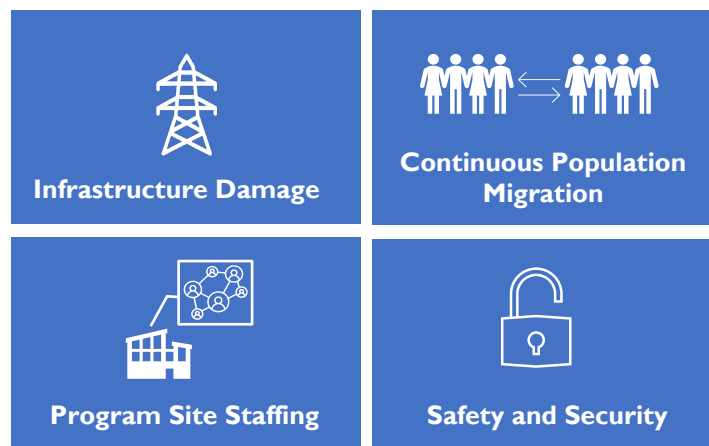 Infrastructure Damage
Continuous Population
Migration
Program Site Staffing
Safety and Security